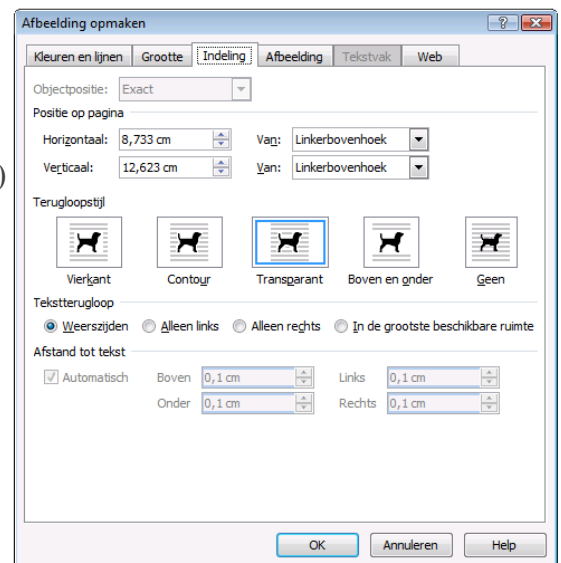 Afbeelding opmaken
Kleuren en lijnen Grootte Indeling Afbeelding Tekstvak Web
Objectpositie: Exact
Positie op pagina
Horizontaal: 8,733 cm Van: Linkerbovenhoek
)
Verticaal: 12,623 cm Van: Linkerbovenhoek
Terugloopstijl
Vierkant Contour Transparant Boven en onder Geen
Tekstterugloop
Weerszijden Alleen links Alleen rechts In de grootste beschikbare ruimte
Afstand tot tekst
Automatisch Boven 0,1 cm Links 0,1 cm
Onder 0,1 cm Rechts 0,1 cm
OK Annuleren Help